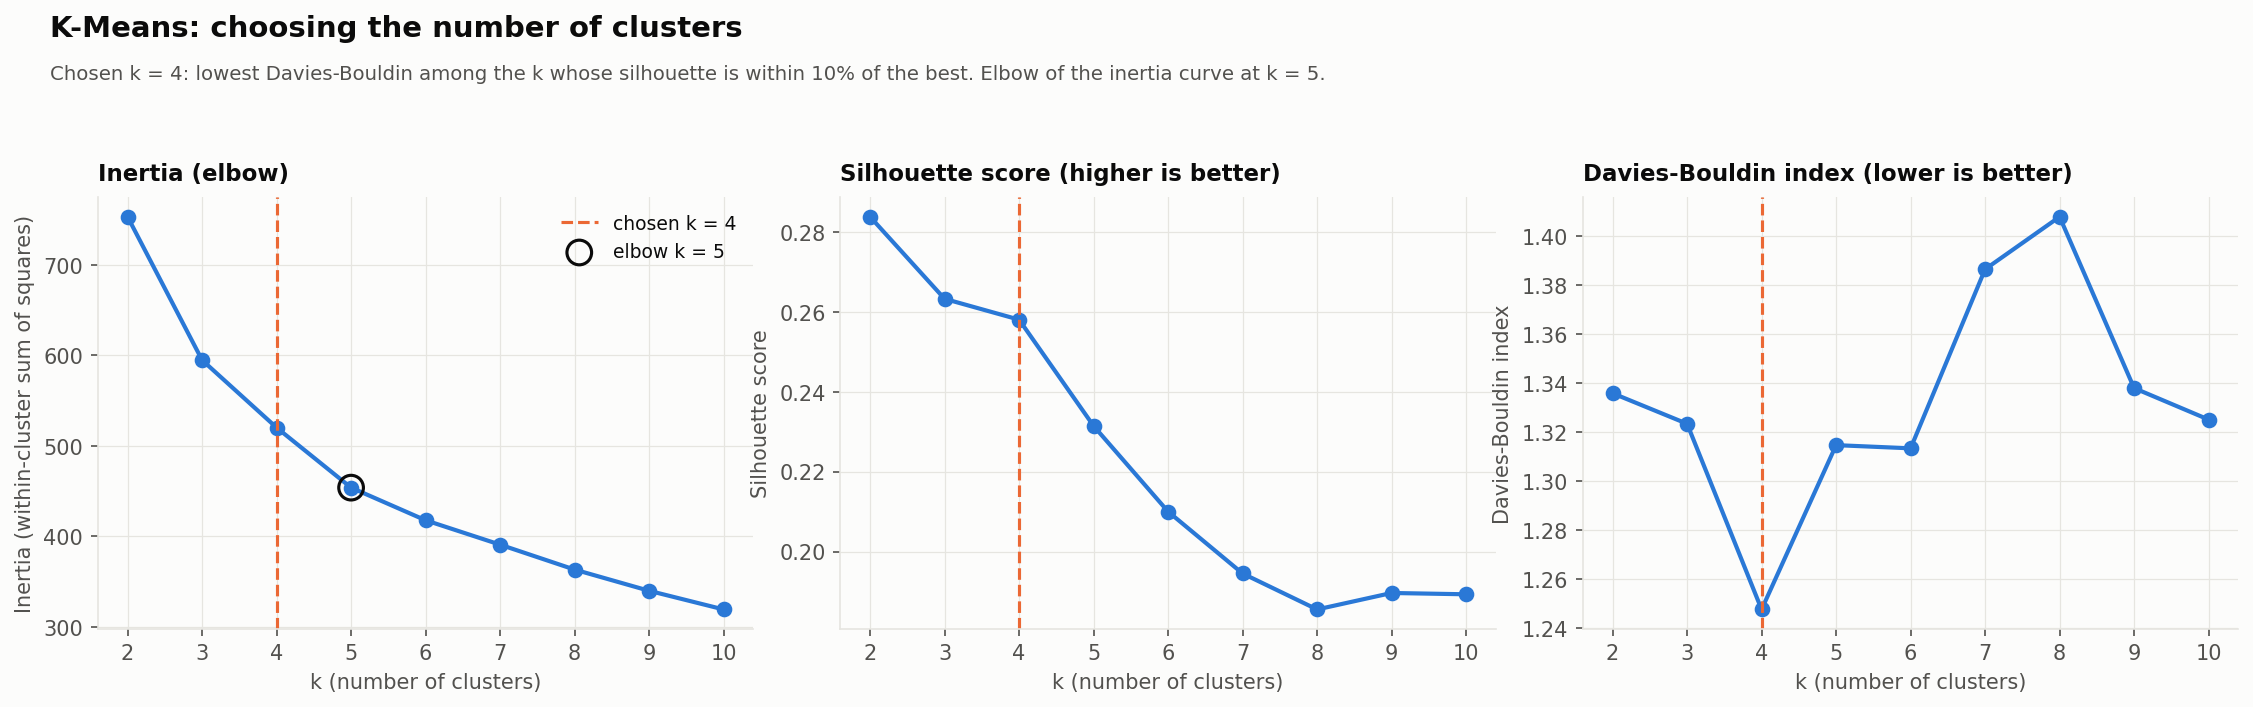 K-Means: choosing the number of clusters
Chosen k = 4: lowest Davies-Bouldin among the k whose silhouette is within 10% of the best. Elbow of the inertia curve at k = 5.
Inertia (elbow)
Inertia (within-cluster sum of squares)
700
600
500
400
300
chosen k = 4
elbow k = 5
2 3 4 5 6 7 8 9 10
k (number of clusters)
Silhouette score (higher is better)
Silhouette score
0.28
0.26
0.24
0.22
0.20
2 3 4 5 6 7 8 9 10
k (number of clusters)
Davies-Bouldin index (lower is better)
Davies-Bouldin index
1.40
1.38
1.36
1.34
1.32
1.30
1.28
1.26
1.24
2 3 4 5 6 7 8 9 10
k (number of clusters)